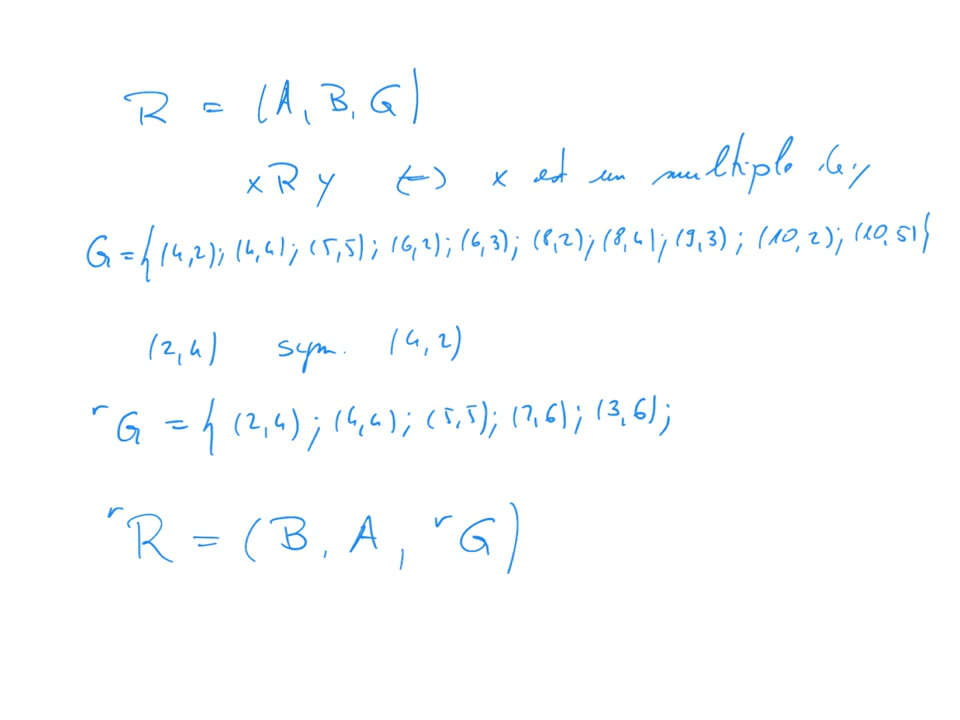 R = (A, B, G)
x R y ↔ x est un multiple de y
G = { (4,2); (4,4); (5,5); (6,2); (6,3); (8,2); (8,4); (9,3); (10,2); (10,5) }
(2,4) sym. (4,2)
ʳG = { (2,4); (4,4); (5,5); (2,6); (3,6);
ʳR = (B, A, ʳG)